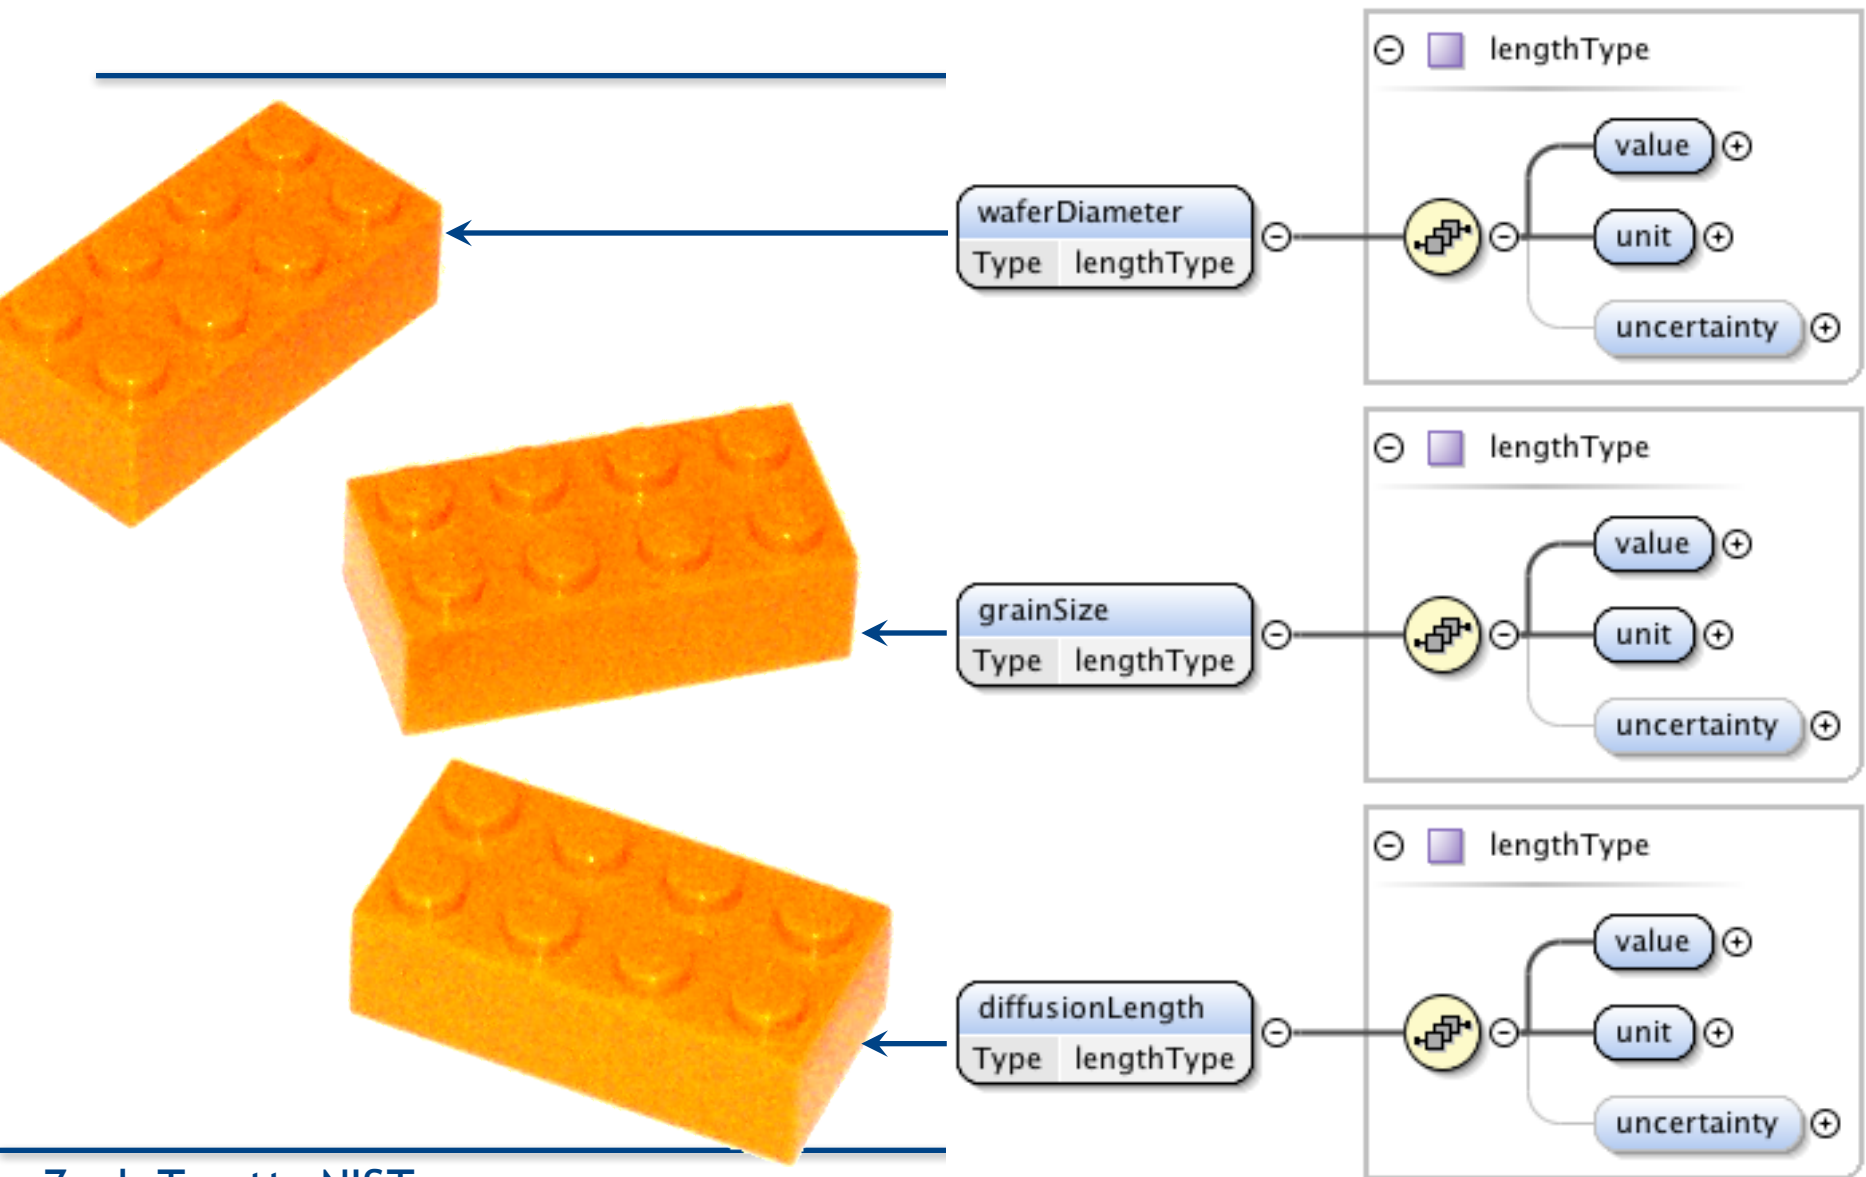 lengthType
value
waferDiameter
unit
Type lengthType
uncertainty
lengthType
value
grainSize
unit
Type lengthType
uncertainty
lengthType
value
diffusionLength
unit
Type lengthType
uncertainty
NIST